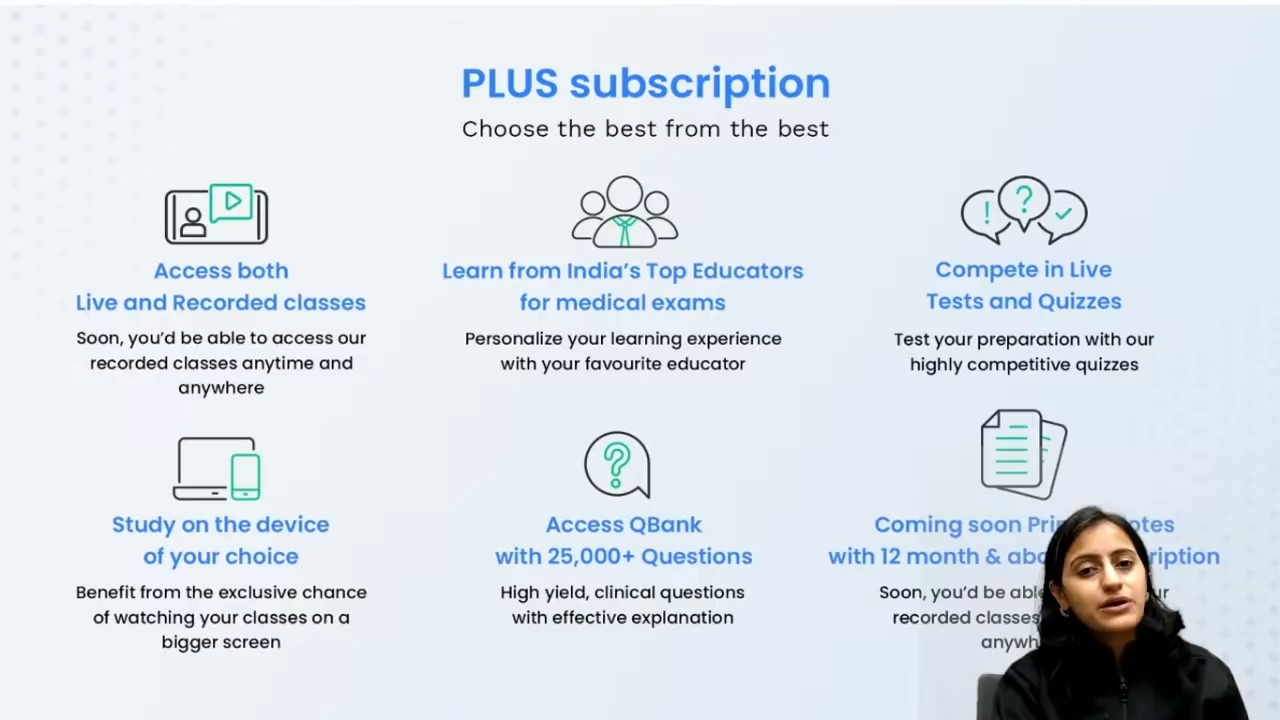 PLUS subscription
Choose the best from the best
Access both
Live and Recorded classes
Soon, you’d be able to access our
recorded classes anytime and
anywhere
Learn from India’s Top Educators
for medical exams
Personalize your learning experience
with your favourite educator
Compete in Live
Tests and Quizzes
Test your preparation with our
highly competitive quizzes
Study on the device
of your choice
Benefit from the exclusive chance
of watching your classes on a
bigger screen
Access QBank
with 25,000+ Questions
High yield, clinical questions
with effective explanation
Coming soon
with 12 month &
Soon, you’d be able
recorded classes